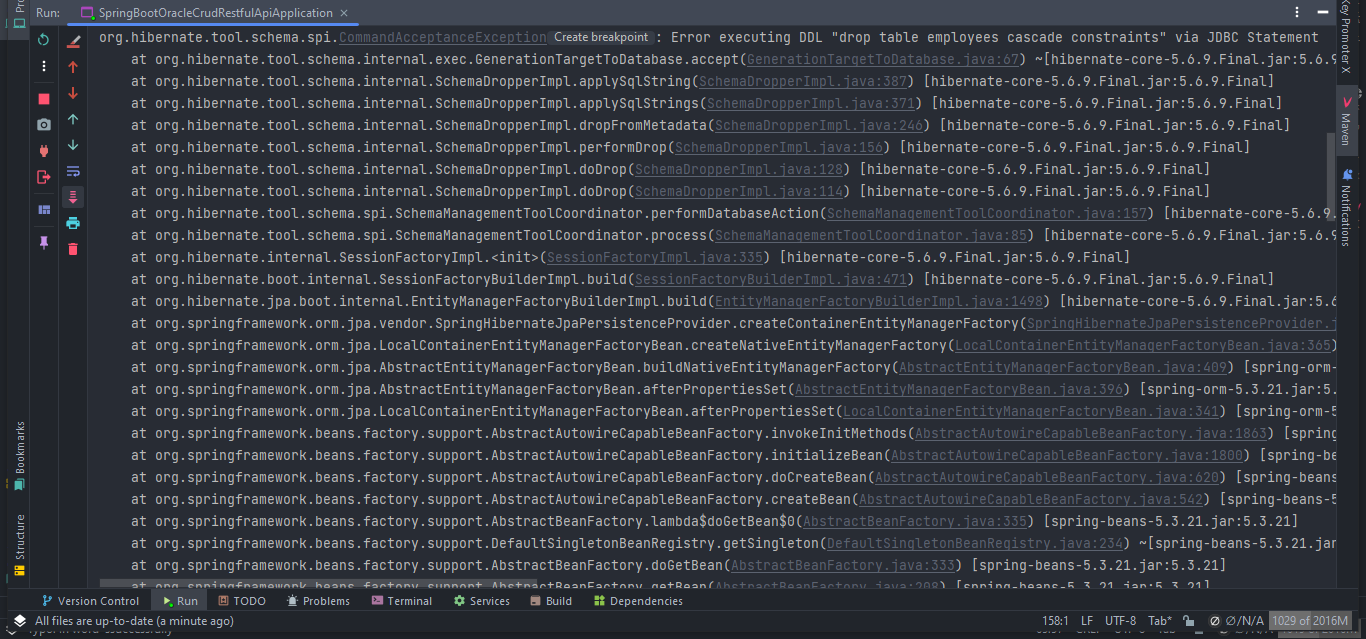 Run: SpringBootOracleCrudRestfulApiApplication ×
org.hibernate.tool.schema.spi.CommandAcceptanceException Create breakpoint : Error executing DDL "drop table employees cascade constraints" via JDBC Statement
at org.hibernate.tool.schema.internal.exec.GenerationTargetToDatabase.accept(GenerationTargetToDatabase.java:67) ~[hibernate-core-5.6.9.Final.jar:5.6.9
at org.hibernate.tool.schema.internal.SchemaDropperImpl.applySqlString(SchemaDropperImpl.java:387) [hibernate-core-5.6.9.Final.jar:5.6.9.Final]
at org.hibernate.tool.schema.internal.SchemaDropperImpl.applySqlStrings(SchemaDropperImpl.java:371) [hibernate-core-5.6.9.Final.jar:5.6.9.Final]
at org.hibernate.tool.schema.internal.SchemaDropperImpl.dropFromMetadata(SchemaDropperImpl.java:246) [hibernate-core-5.6.9.Final.jar:5.6.9.Final]
at org.hibernate.tool.schema.internal.SchemaDropperImpl.performDrop(SchemaDropperImpl.java:156) [hibernate-core-5.6.9.Final.jar:5.6.9.Final]
at org.hibernate.tool.schema.internal.SchemaDropperImpl.doDrop(SchemaDropperImpl.java:128) [hibernate-core-5.6.9.Final.jar:5.6.9.Final]
at org.hibernate.tool.schema.internal.SchemaDropperImpl.doDrop(SchemaDropperImpl.java:114) [hibernate-core-5.6.9.Final.jar:5.6.9.Final]
at org.hibernate.tool.schema.spi.SchemaManagementToolCoordinator.performDatabaseAction(SchemaManagementToolCoordinator.java:157) [hibernate-core-5.6.9.
at org.hibernate.tool.schema.spi.SchemaManagementToolCoordinator.process(SchemaManagementToolCoordinator.java:85) [hibernate-core-5.6.9.Final.jar:5.6.9
at org.hibernate.internal.SessionFactoryImpl.<init>(SessionFactoryImpl.java:335) [hibernate-core-5.6.9.Final.jar:5.6.9.Final]
at org.hibernate.boot.internal.SessionFactoryBuilderImpl.build(SessionFactoryBuilderImpl.java:471) [hibernate-core-5.6.9.Final.jar:5.6.9.Final]
at org.hibernate.jpa.boot.internal.EntityManagerFactoryBuilderImpl.build(EntityManagerFactoryBuilderImpl.java:1498) [hibernate-core-5.6.9.Final.jar:5.6
at org.springframework.orm.jpa.vendor.SpringHibernateJpaPersistenceProvider.createContainerEntityManagerFactory(SpringHibernateJpaPersistenceProvider.j
at org.springframework.orm.jpa.LocalContainerEntityManagerFactoryBean.createNativeEntityManagerFactory(LocalContainerEntityManagerFactoryBean.java:365)
at org.springframework.orm.jpa.AbstractEntityManagerFactoryBean.buildNativeEntityManagerFactory(AbstractEntityManagerFactoryBean.java:409) [spring-orm-
at org.springframework.orm.jpa.AbstractEntityManagerFactoryBean.afterPropertiesSet(AbstractEntityManagerFactoryBean.java:396) [spring-orm-5.3.21.jar:5.
at org.springframework.orm.jpa.LocalContainerEntityManagerFactoryBean.afterPropertiesSet(LocalContainerEntityManagerFactoryBean.java:341) [spring-orm-5
at org.springframework.beans.factory.support.AbstractAutowireCapableBeanFactory.invokeInitMethods(AbstractAutowireCapableBeanFactory.java:1863) [spring
at org.springframework.beans.factory.support.AbstractAutowireCapableBeanFactory.initializeBean(AbstractAutowireCapableBeanFactory.java:1800) [spring-be
at org.springframework.beans.factory.support.AbstractAutowireCapableBeanFactory.doCreateBean(AbstractAutowireCapableBeanFactory.java:620) [spring-beans
at org.springframework.beans.factory.support.AbstractAutowireCapableBeanFactory.createBean(AbstractAutowireCapableBeanFactory.java:542) [spring-beans-5
at org.springframework.beans.factory.support.AbstractBeanFactory.lambda$doGetBean$0(AbstractBeanFactory.java:335) [spring-beans-5.3.21.jar:5.3.21]
at org.springframework.beans.factory.support.DefaultSingletonBeanRegistry.getSingleton(DefaultSingletonBeanRegistry.java:234) ~[spring-beans-5.3.21.jar
at org.springframework.beans.factory.support.AbstractBeanFactory.doGetBean(AbstractBeanFactory.java:333) [spring-beans-5.3.21.jar:5.3.21]
at org.springframework.beans.factory.support.AbstractBeanFactory.getBean(AbstractBeanFactory.java:208) [spring-beans-5.3.21.jar:5.3.21]
Bookmarks
Structure
Key Promoter X
Maven
Notifications
Version Control Run TODO Problems Terminal Services Build Dependencies
All files are up-to-date (a minute ago) 158:1 LF UTF-8 Tab* Ø/N/A 1029 of 2016M